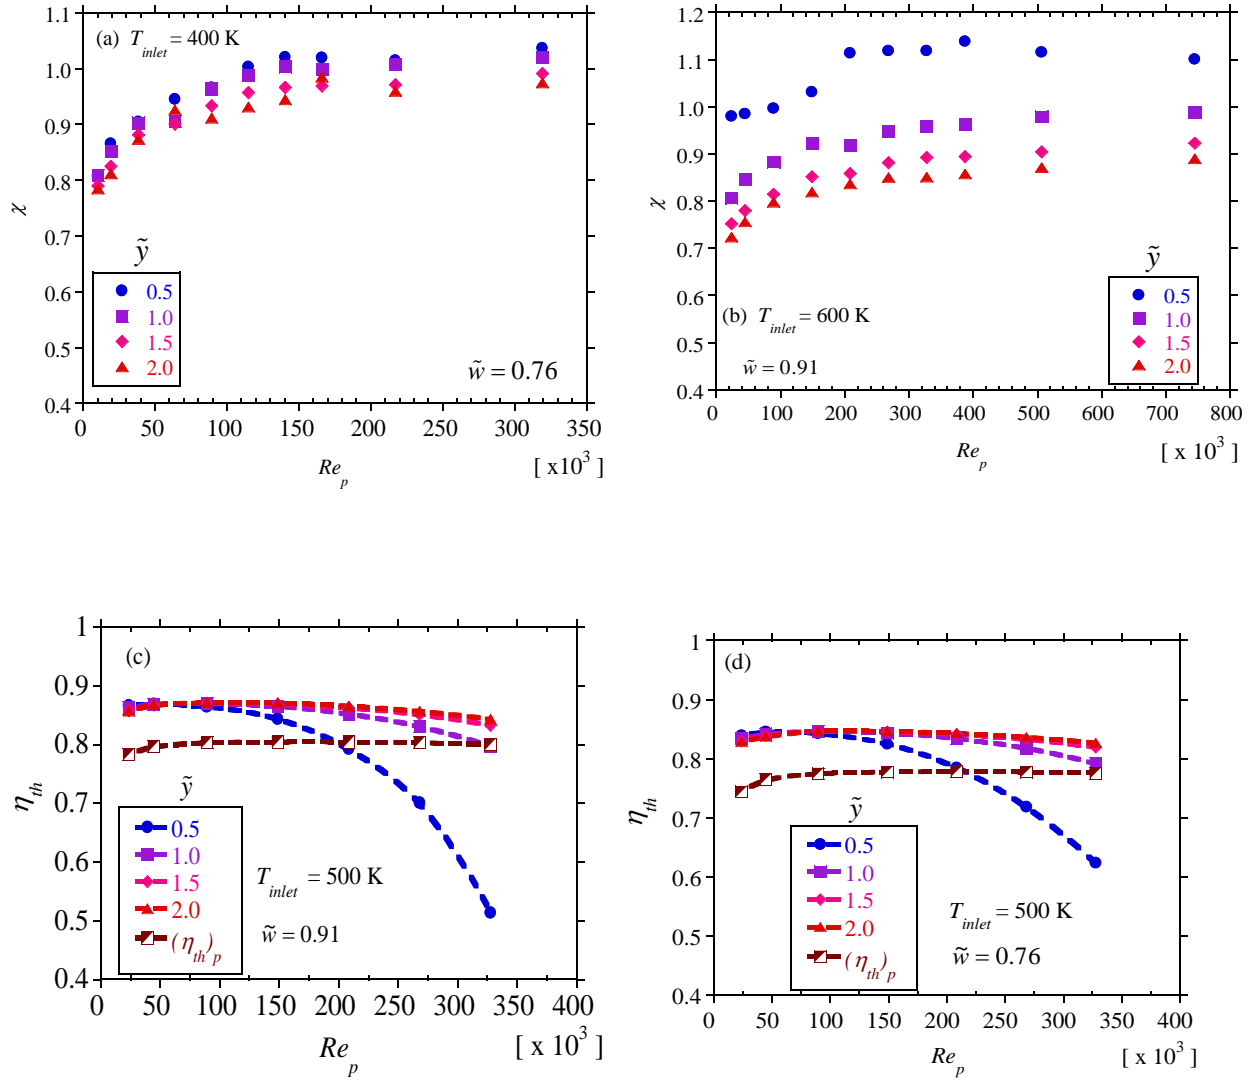 (a) T_inlet = 400 K
1.1
1.0
0.9
0.8
0.7
0.6
0.5
0.4
χ
ỹ
0.5
1.0
1.5
2.0
w̃ = 0.76
0 50 100 150 200 250 300 350
Re_p [ x10³ ]
1.2
1.1
1.0
0.9
0.8
0.7
0.6
0.5
0.4
χ
ỹ
0.5
1.0
1.5
2.0
(b) T_inlet = 600 K
w̃ = 0.91
0 100 200 300 400 500 600 700 800
Re_p [ x 10³ ]
1
0.9
0.8
0.7
0.6
0.5
0.4
η_th
(c)
ỹ
0.5
1.0
1.5
2.0
(η_th)_p
T_inlet = 500 K
w̃ = 0.91
0 50 100 150 200 250 300 350 400
Re_p [ x 10³ ]
1
0.9
0.8
0.7
0.6
0.5
0.4
η_th
(d)
ỹ
0.5
1.0
1.5
2.0
(η_th)_p
T_inlet = 500 K
w̃ = 0.76
0 50 100 150 200 250 300 350 400
Re_p [ x 10³ ]